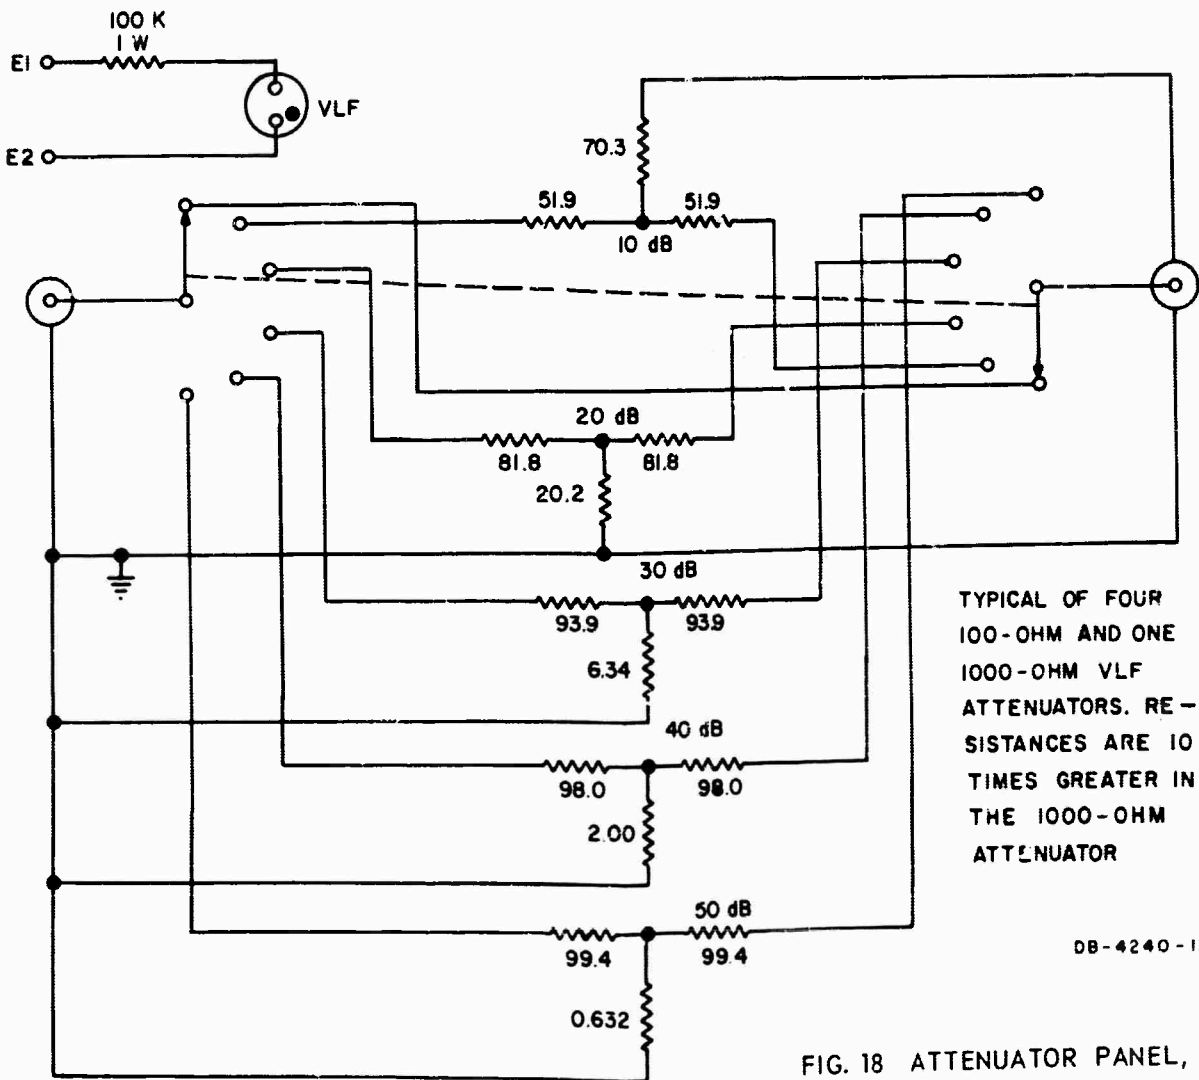 100 K
1 W
E1
VLF
E2
70.3
51.9
51.9
10 dB
20 dB
81.8
81.8
20.2
30 dB
93.9
93.9
6.34
40 dB
98.0
98.0
2.00
50 dB
99.4
99.4
0.632
TYPICAL OF FOUR
100-OHM AND ONE
1000-OHM VLF
ATTENUATORS. RE-
SISTANCES ARE 10
TIMES GREATER IN
THE 1000-OHM
ATTENUATOR
DB-4240-1
FIG. 18 ATTENUATOR PANEL,